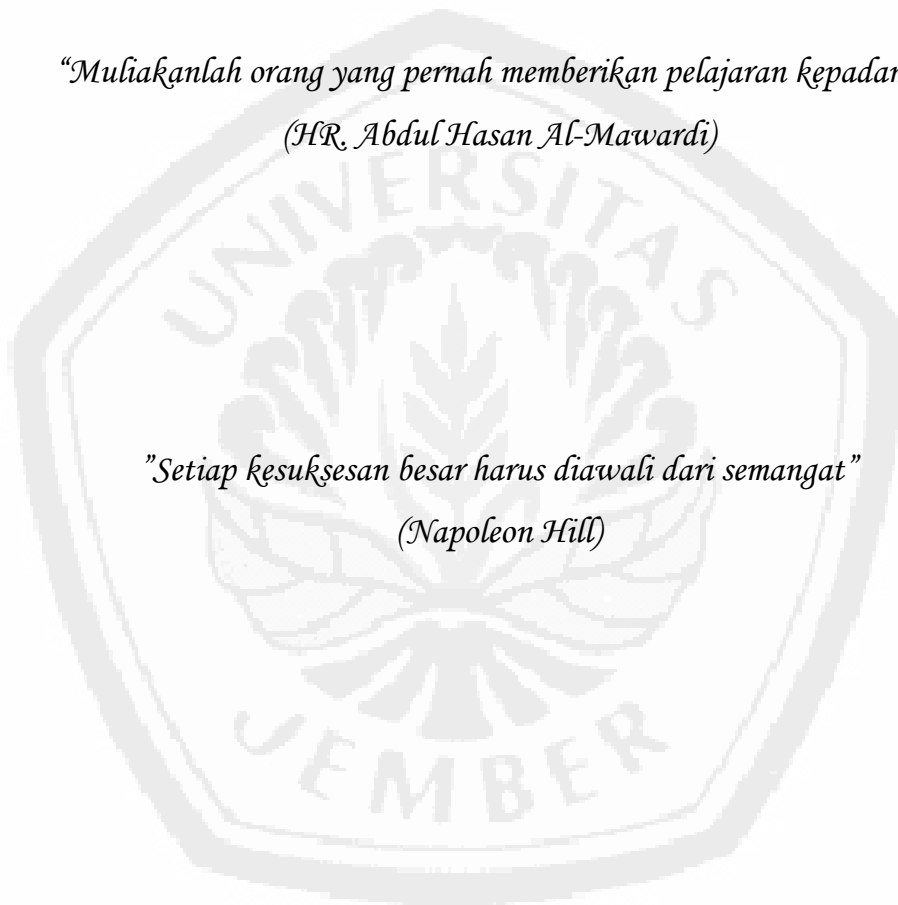 “Muliakanlah orang yang pernah memberikan pelajaran
(HR. Abdul Hasan Al-Mawardi)
UNIVERSITAS
”Setiap kesuksesan besar harus diawali dari semangat”
(Napoleon Hill)
JEMBER